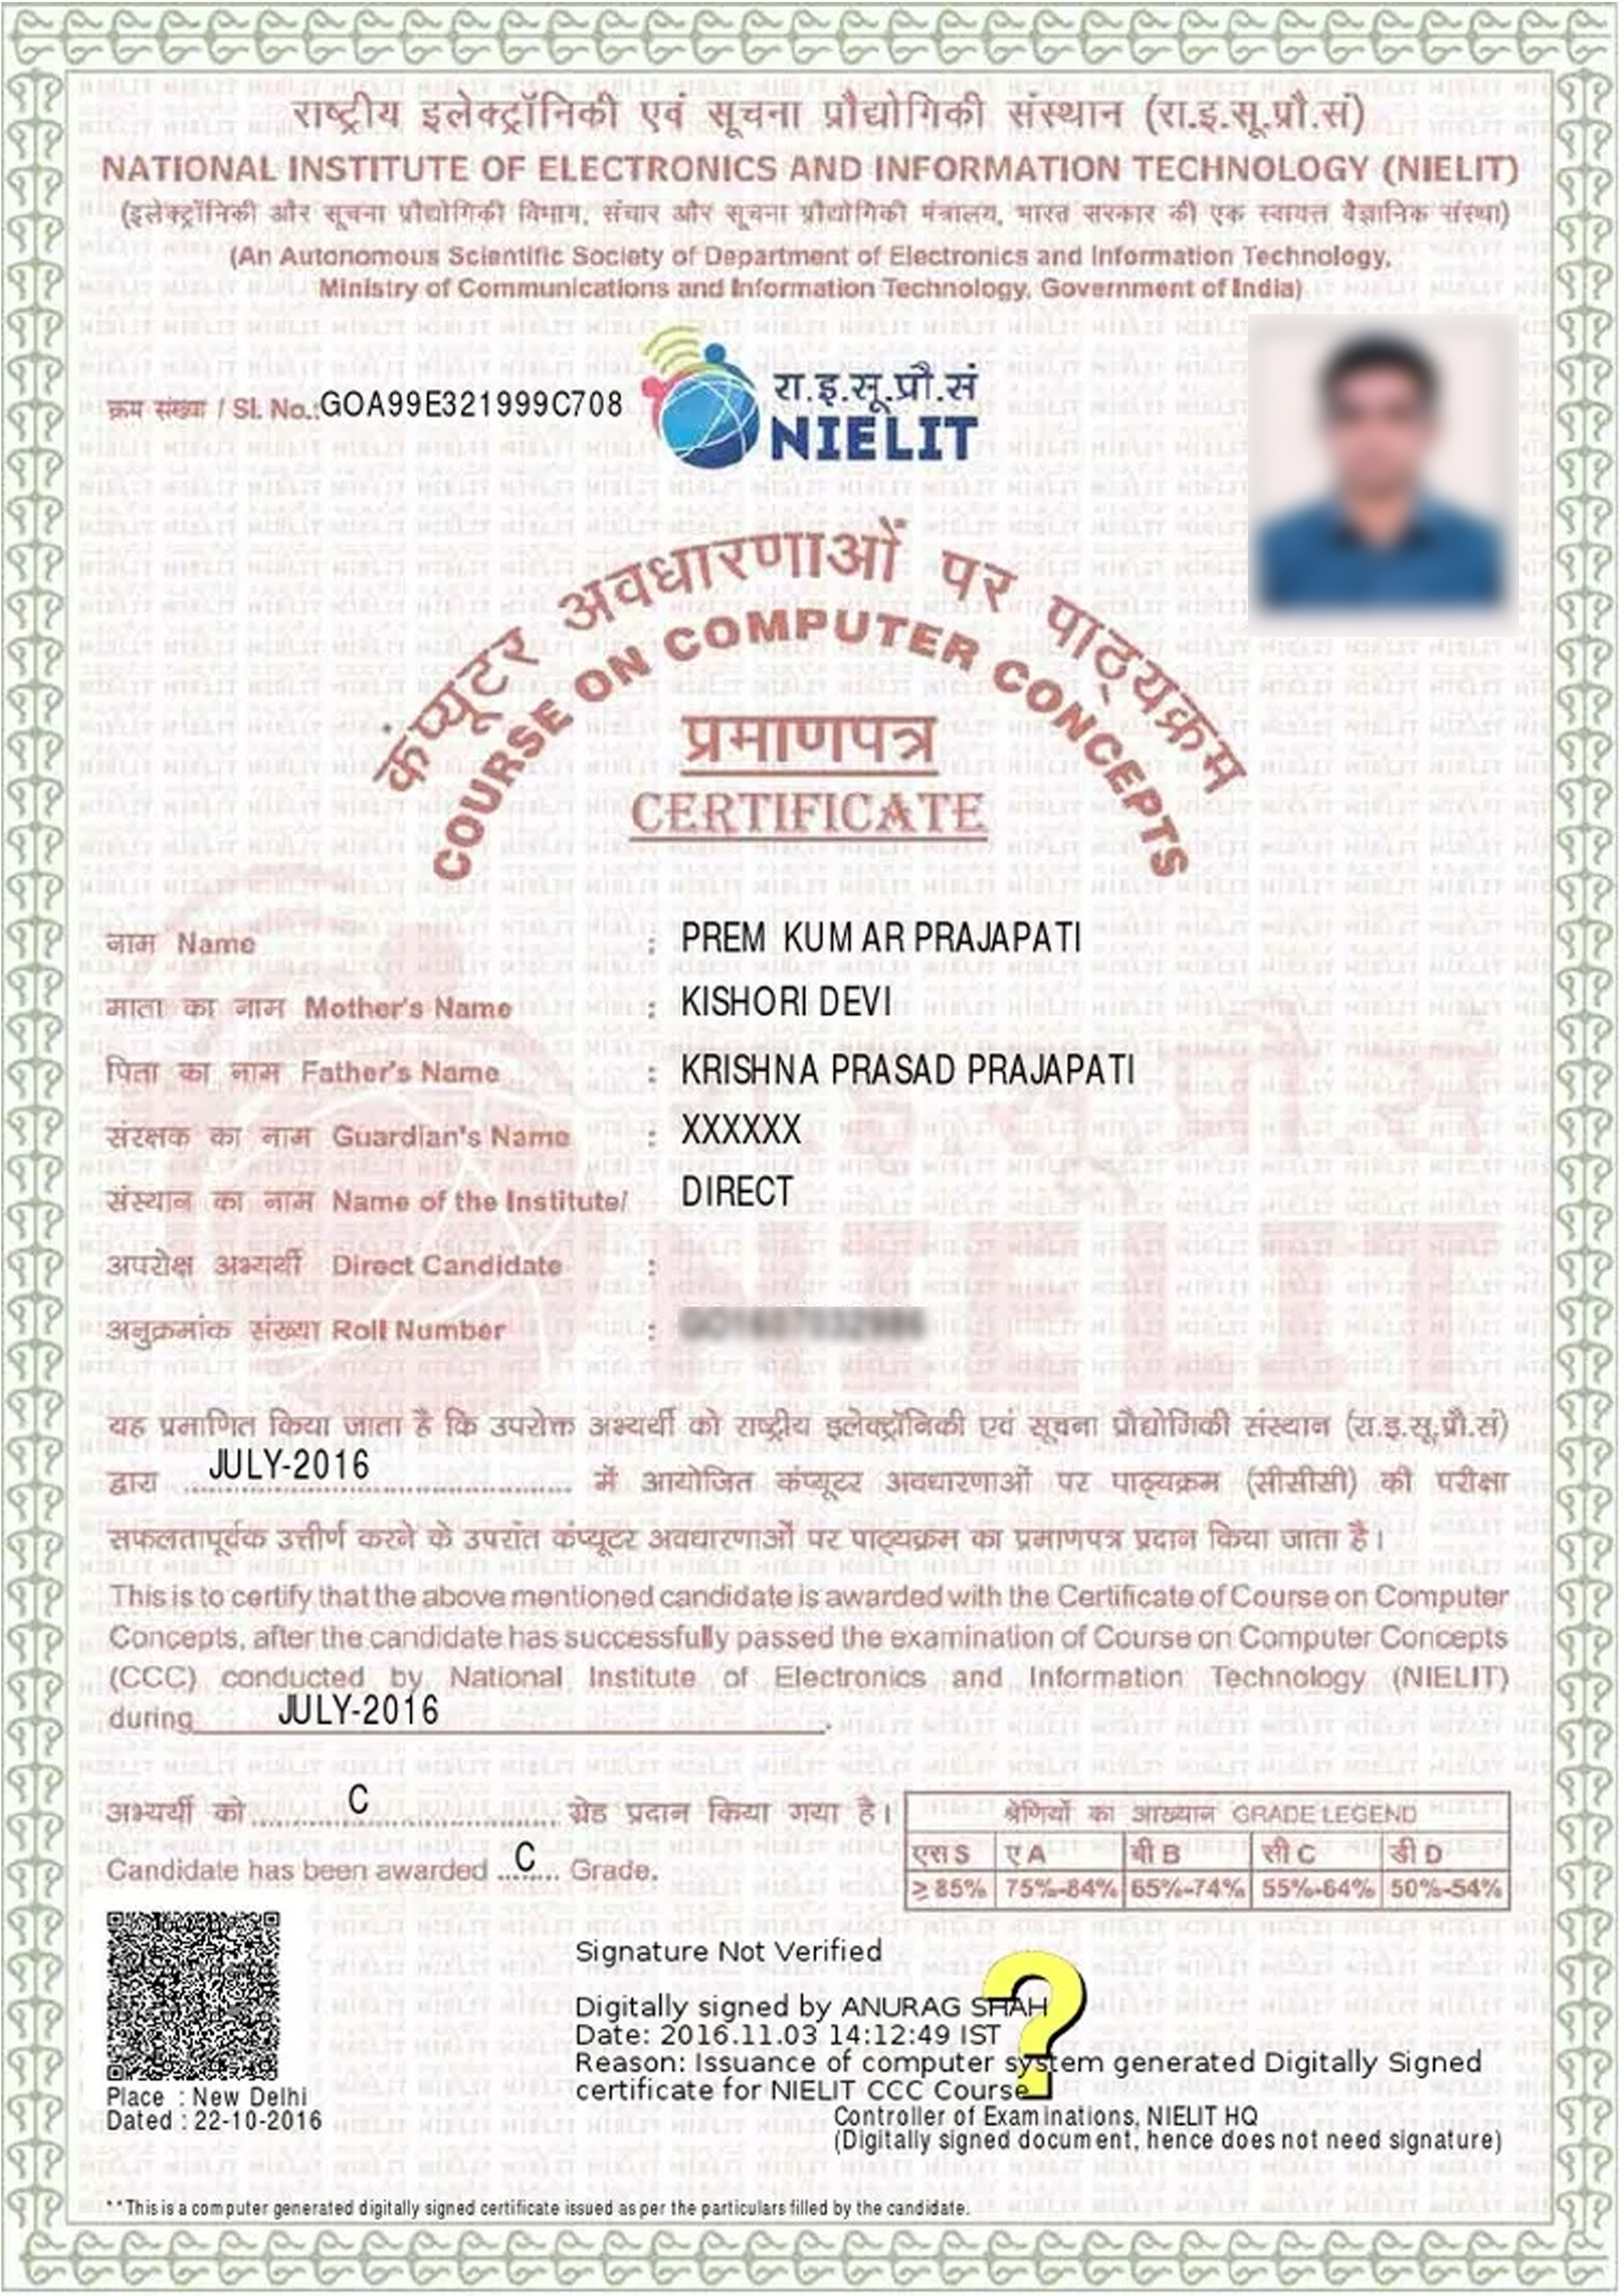 राष्ट्रीय इलेक्ट्रॉनिकी एवं सूचना प्रौद्योगिकी संस्थान (रा.इ.सू.प्रौ.सं)
NATIONAL INSTITUTE OF ELECTRONICS AND INFORMATION TECHNOLOGY (NIELIT)
(इलेक्ट्रॉनिकी और सूचना प्रौद्योगिकी विभाग, संचार और सूचना प्रौद्योगिकी मंत्रालय, भारत सरकार की एक स्वायत्त वैज्ञानिक संस्था)
(An Autonomous Scientific Society of Department of Electronics and Information Technology,
Ministry of Communications and Information Technology, Government of India)
क्रम संख्या / Sl. No.:GOA99E321999C708
रा.इ.सू.प्रौ.सं
NIELIT
कंप्यूटर अवधारणाओं पर पाठ्यक्रम
COURSE ON COMPUTER CONCEPTS
प्रमाणपत्र
CERTIFICATE
नाम Name : PREM KUMAR PRAJAPATI
माता का नाम Mother's Name : KISHORI DEVI
पिता का नाम Father's Name : KRISHNA PRASAD PRAJAPATI
संरक्षक का नाम Guardian's Name : XXXXXX
संस्थान का नाम Name of the Institute/ DIRECT
अपरोक्ष अभ्यर्थी Direct Candidate :
अनुक्रमांक संख्या Roll Number :
यह प्रमाणित किया जाता है कि उपरोक्त अभ्यर्थी को राष्ट्रीय इलेक्ट्रॉनिकी एवं सूचना प्रौद्योगिकी संस्थान (रा.इ.सू.प्रौ.सं)
द्वारा JULY-2016 में आयोजित कंप्यूटर अवधारणाओं पर पाठ्यक्रम (सीसीसी) की परीक्षा
सफलतापूर्वक उत्तीर्ण करने के उपरांत कंप्यूटर अवधारणाओं पर पाठ्यक्रम का प्रमाणपत्र प्रदान किया जाता है।
This is to certify that the above mentioned candidate is awarded with the Certificate of Course on Computer
Concepts, after the candidate has successfully passed the examination of Course on Computer Concepts
(CCC) conducted by National Institute of Electronics and Information Technology (NIELIT)
during JULY-2016.
अभ्यर्थी को C ग्रेड प्रदान किया गया है।
Candidate has been awarded C Grade.
श्रेणियों का आख्यान GRADE LEGEND
एस S ए A बी B सी C डी D
≥ 85% 75%-84% 65%-74% 55%-64% 50%-54%
Signature Not Verified
Digitally signed by ANURAG SHAH
Date: 2016.11.03 14:12:49 IST
Reason: Issuance of computer system generated Digitally Signed
certificate for NIELIT CCC Course
?
Place : New Delhi
Dated : 22-10-2016
Controller of Examinations, NIELIT HQ
(Digitally signed document, hence does not need signature)
**This is a computer generated digitally signed certificate issued as per the particulars filled by the candidate.